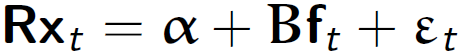 Rx_t = α + Bf_t + ε_t